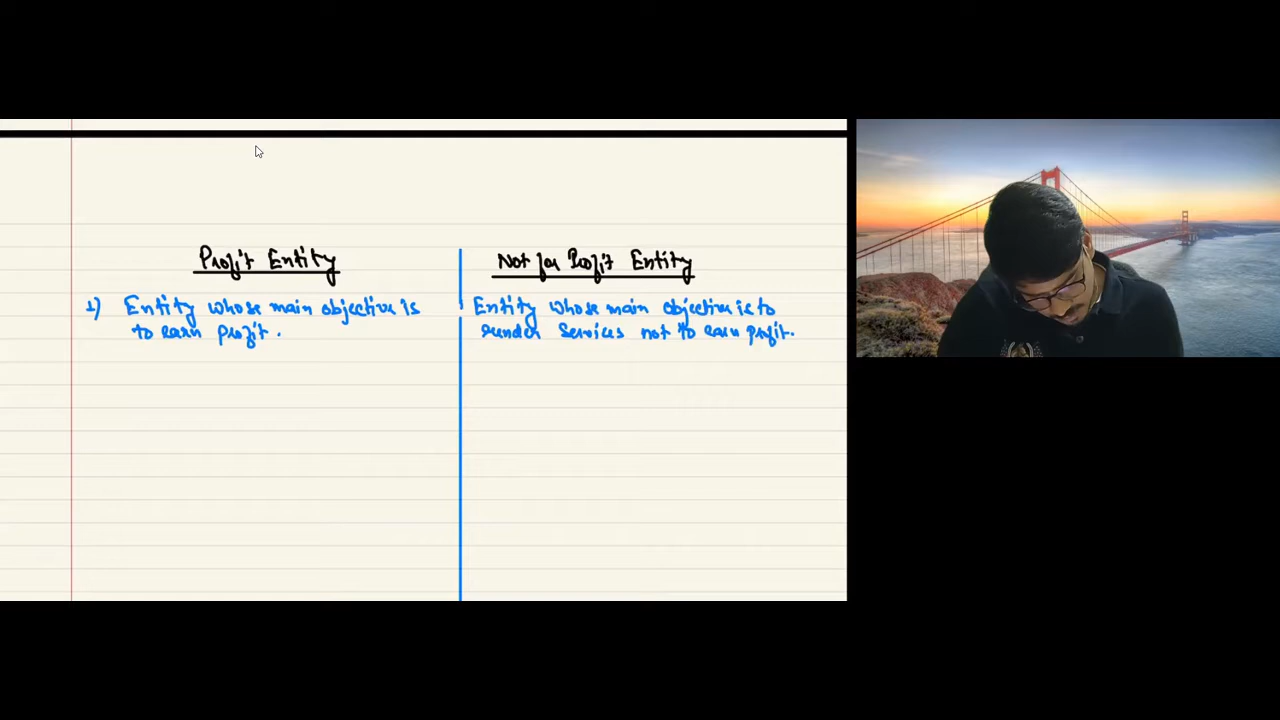 Profit Entity
Not for Profit Entity
1) Entity whose main objective is
to earn profit.
Entity whose main objective is to
render services not to earn profit.